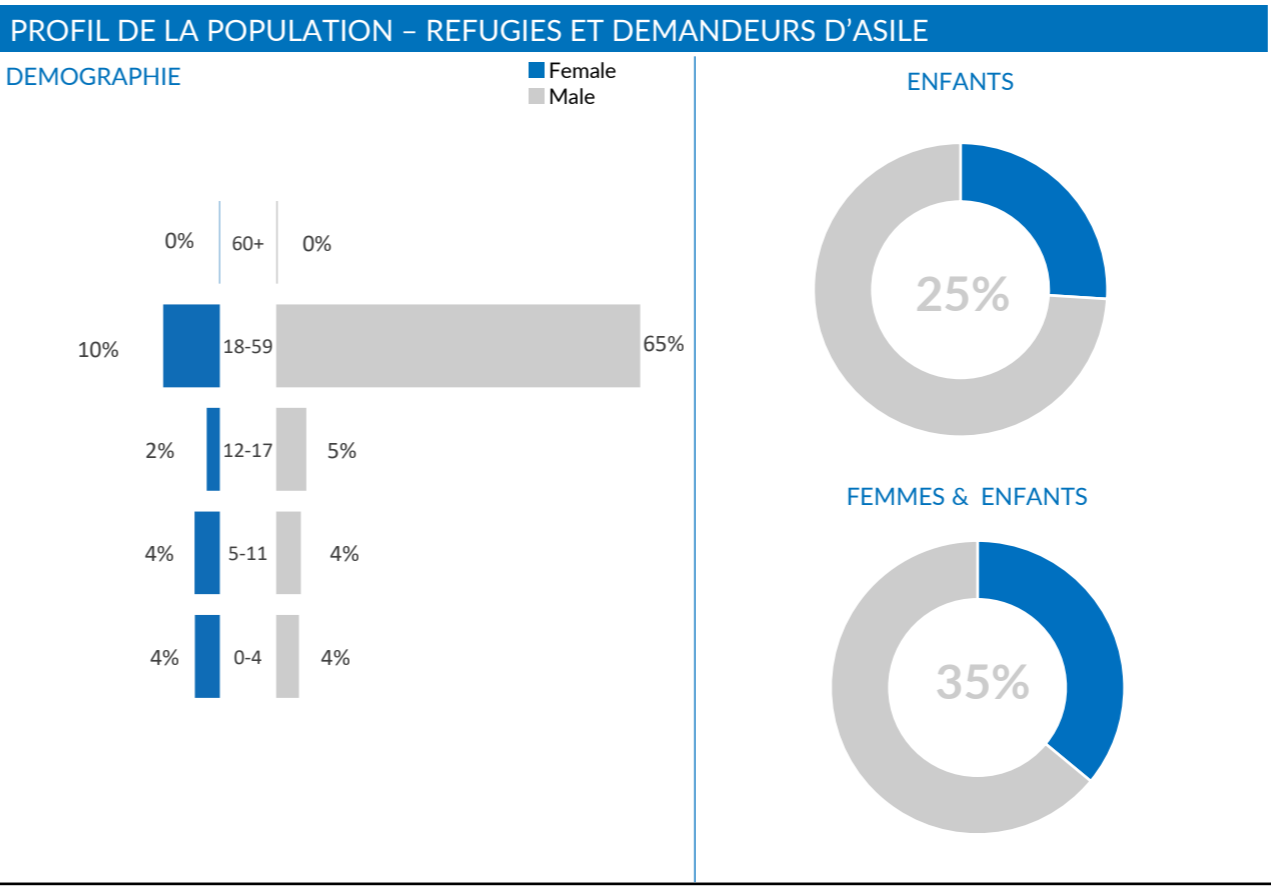 PROFIL DE LA POPULATION – REFUGIES ET DEMANDEURS D'ASILE
DEMOGRAPHIE
Female
Male
0% 60+ 0%
10% 18-59 65%
2% 12-17 5%
4% 5-11 4%
4% 0-4 4%
ENFANTS
25%
FEMMES & ENFANTS
35%